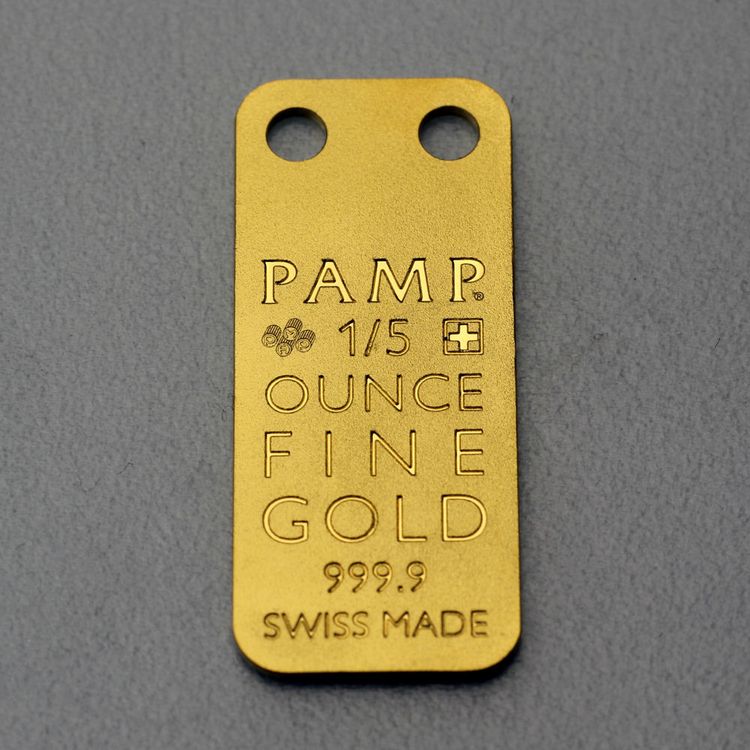 PAMP®
1/5
OUNCE
FINE
GOLD
999.9
SWISS MADE